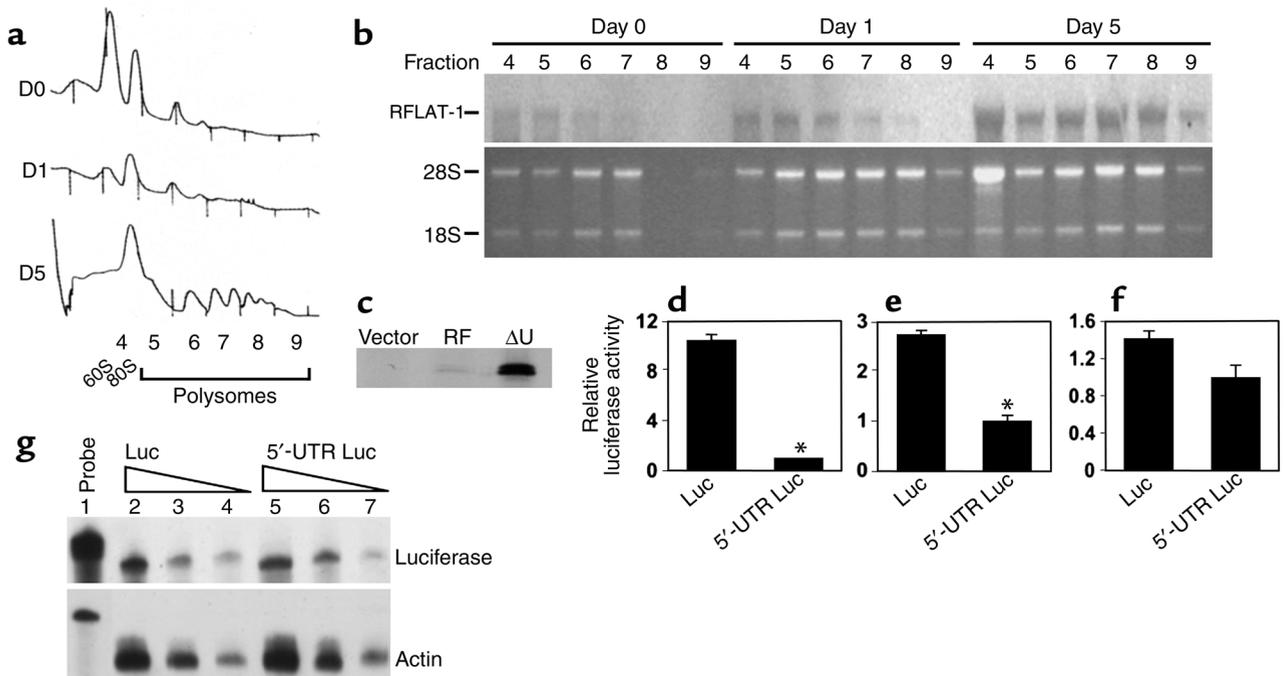 a
D0
D1
D5
4 5 6 7 8 9
60S 80S
Polysomes
b
Day 0 Day 1 Day 5
Fraction 4 5 6 7 8 9 4 5 6 7 8 9 4 5 6 7 8 9
RFLAT-1
28S
18S
c
Vector RF ΔU
d
Relative luciferase activity
12
8
4
0
*
Luc 5′-UTR Luc
e
3
2
1
0
*
Luc 5′-UTR Luc
f
1.6
1.2
0.8
0.4
0
Luc 5′-UTR Luc
g
Probe Luc 5′-UTR Luc
1 2 3 4 5 6 7
Luciferase
Actin